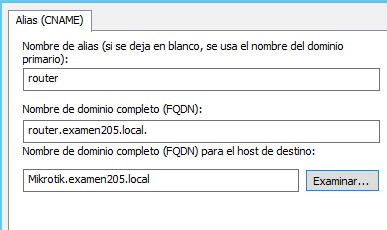 Alias (CNAME)
Nombre de alias (si se deja en blanco, se usa el nombre del dominio
primario):
router
Nombre de dominio completo (FQDN):
router.examen205.local.
Nombre de dominio completo (FQDN) para el host de destino:
Mikrotik.examen205.local
Examinar...